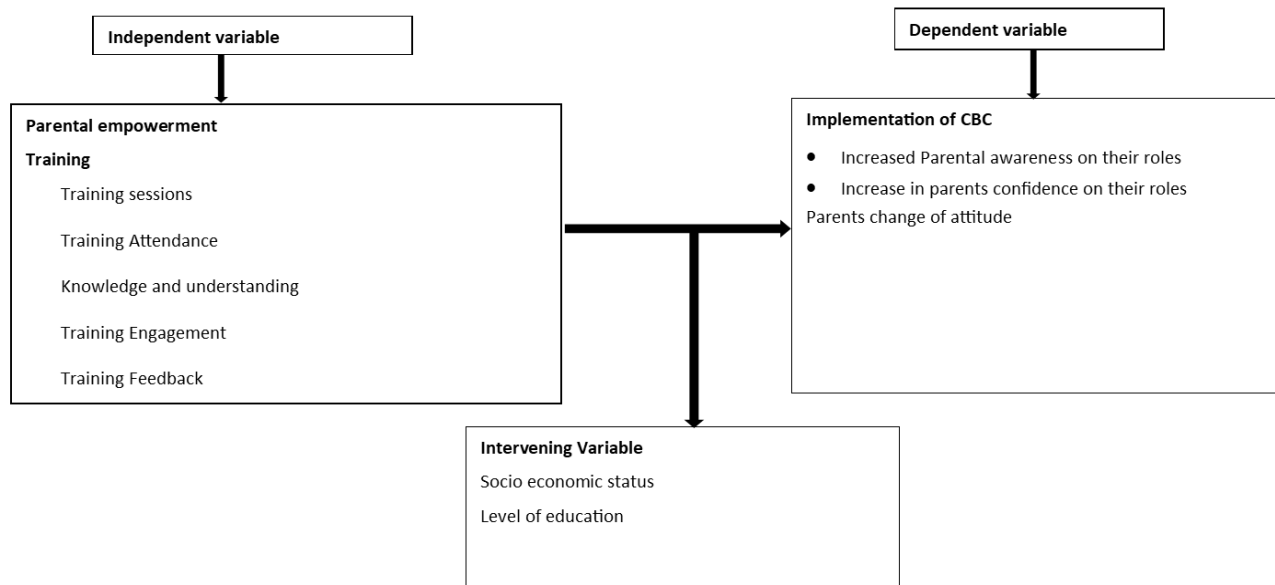 Independent variable
Dependent variable
Parental empowerment
Training
Training sessions
Training Attendance
Knowledge and understanding
Training Engagement
Training Feedback
Implementation of CBC
● Increased Parental awareness on their roles
● Increase in parents confidence on their roles
Parents change of attitude
Intervening Variable
Socio economic status
Level of education